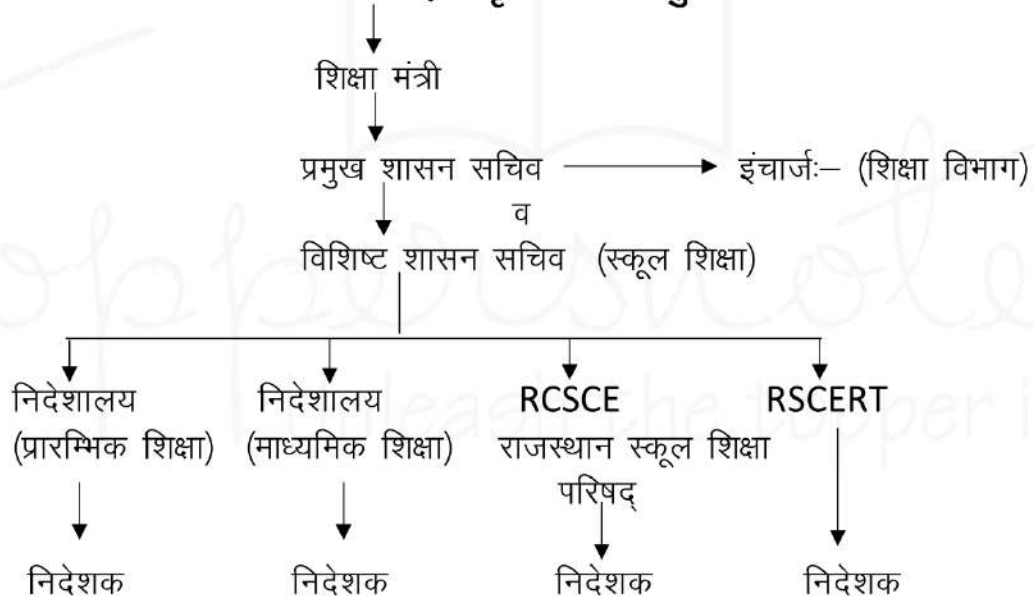 शिक्षा मंत्री
प्रमुख शासन सचिव इंचार्जः– (शिक्षा विभाग)
व
विशिष्ट शासन सचिव (स्कूल शिक्षा)
निदेशालय निदेशालय RCSCE RSCERT
(प्रारम्भिक शिक्षा) (माध्यमिक शिक्षा) राजस्थान स्कूल शिक्षा
परिषद्
निदेशक निदेशक निदेशक निदेशक